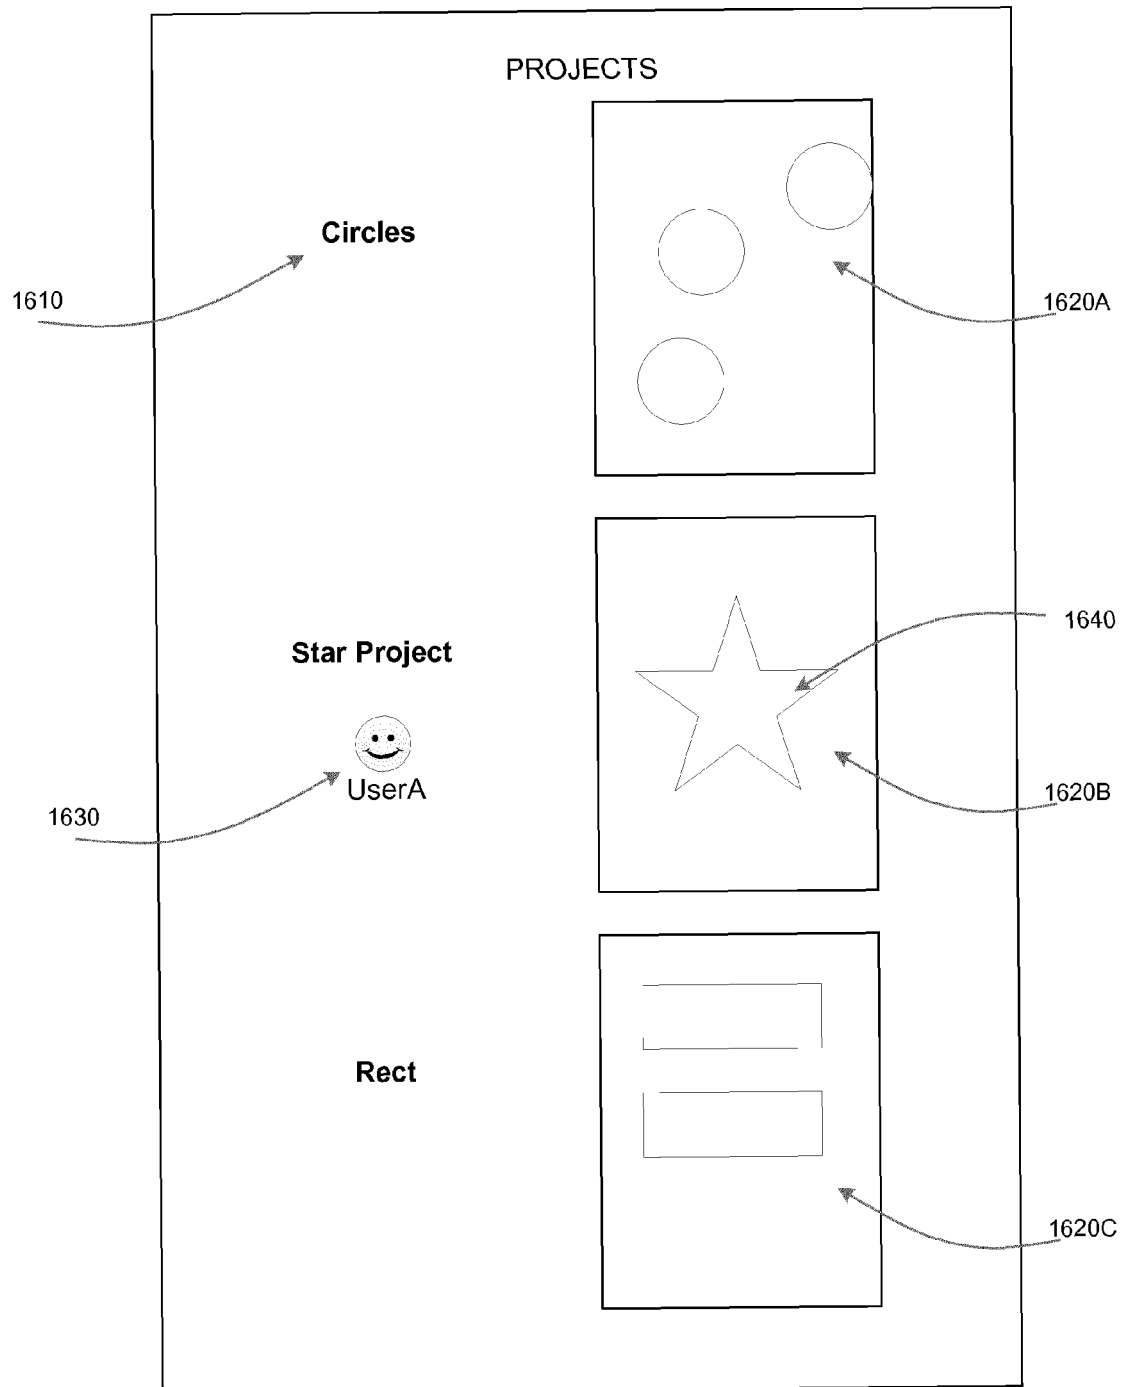 PROJECTS
Circles
1610
1620A
Star Project
1640
UserA
1630
1620B
Rect
1620C